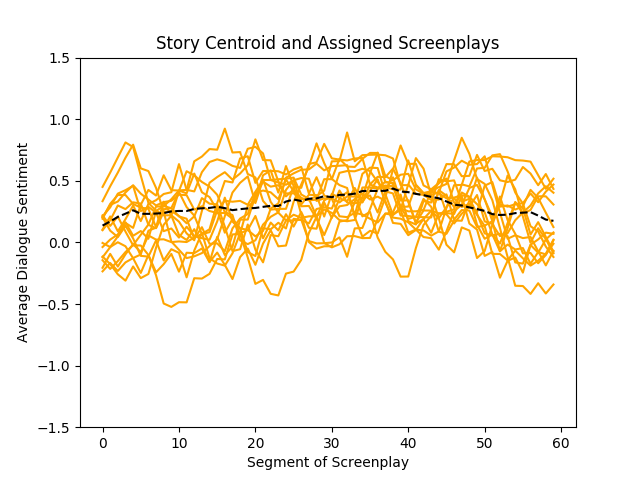 Story Centroid and Assigned Screenplays
Average Dialogue Sentiment
1.5
1.0
0.5
0.0
−0.5
−1.0
−1.5
0 10 20 30 40 50 60
Segment of Screenplay